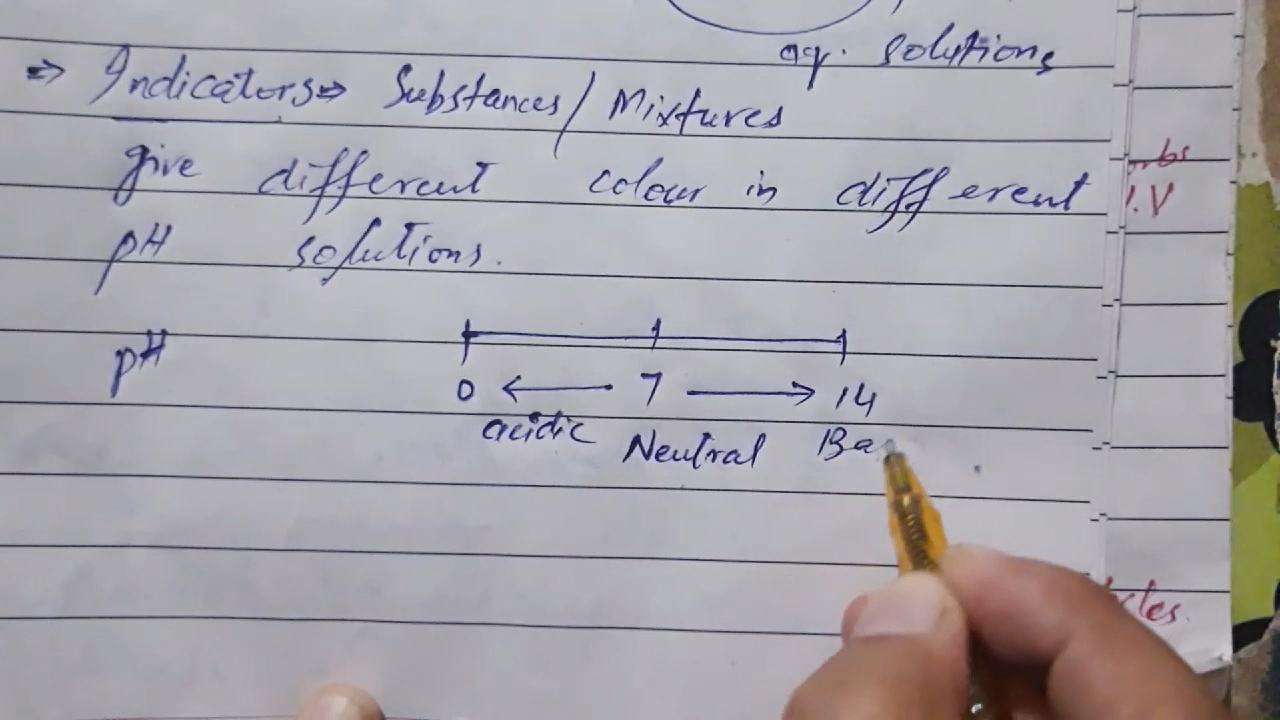 aq. solutions
⇒ Indicators⇒ Substances/Mixtures
give different colour in different
pH solutions.
pH
0 ← 7 → 14
acidic Neutral Ba
I.V